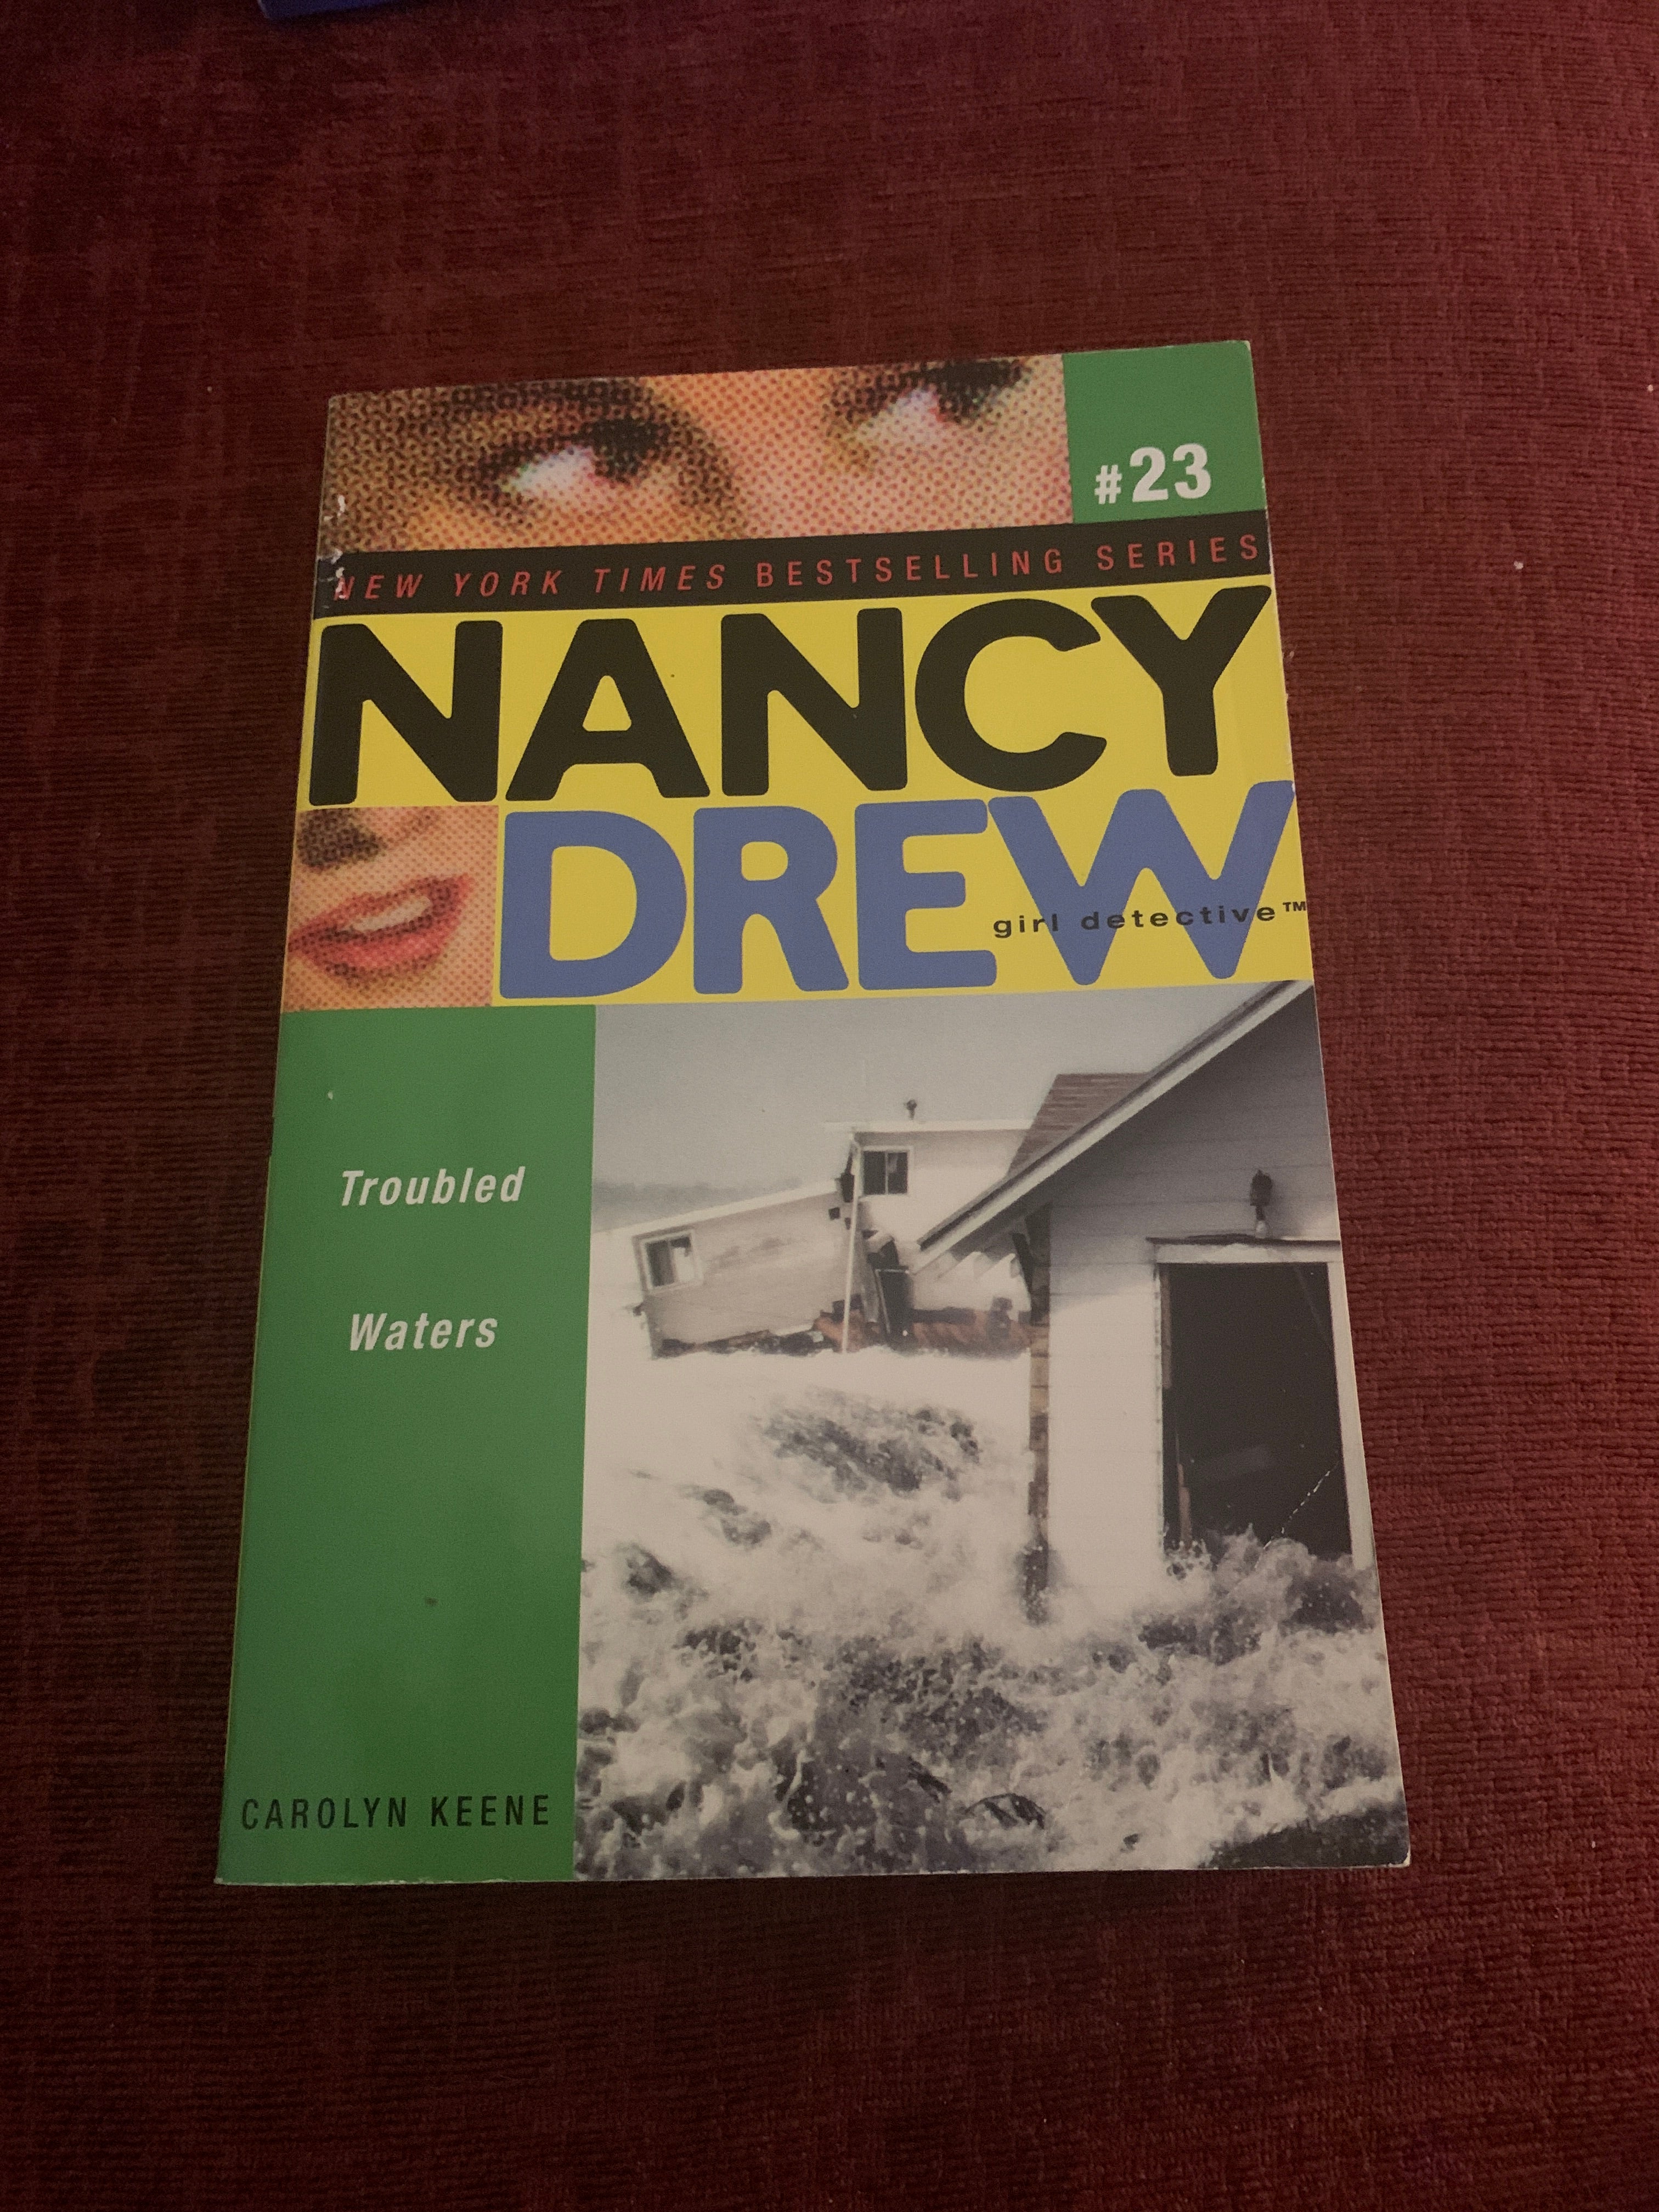 #23
NEW YORK TIMES BESTSELLING SERIES
NANCY
DREW
girl detective™
Troubled
Waters
CAROLYN KEENE